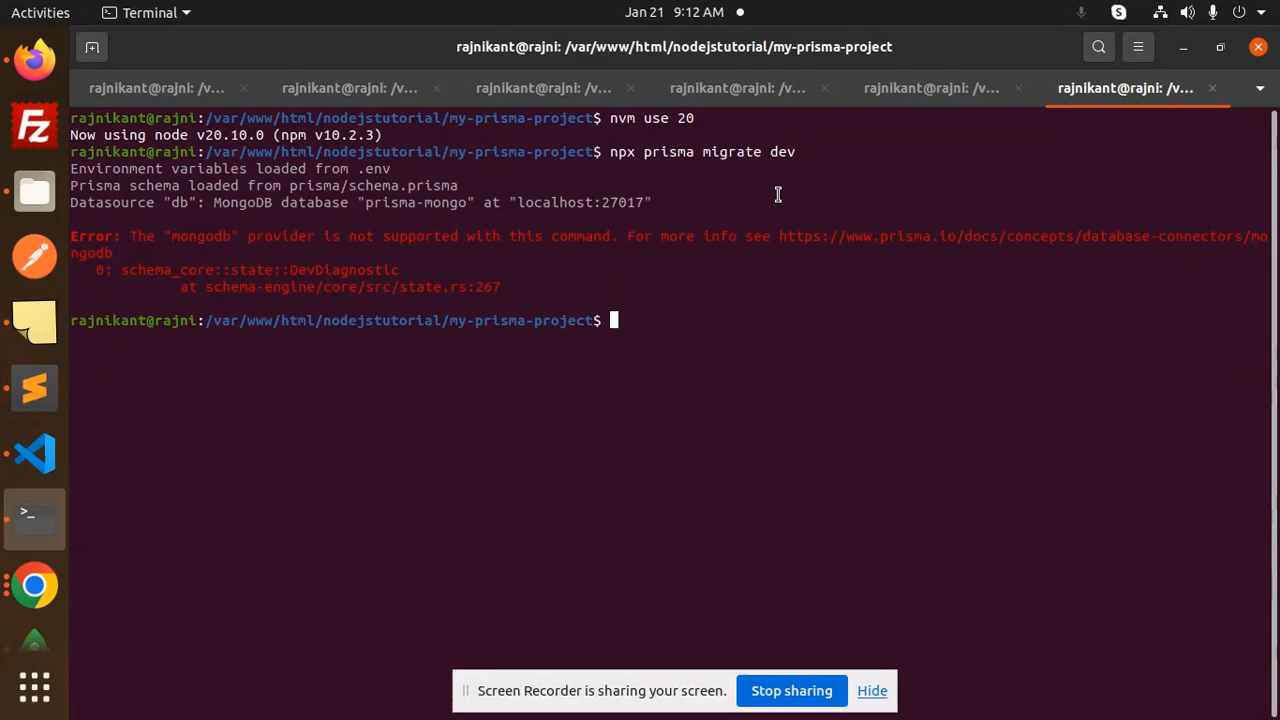 Activities
Terminal
Jan 21 9:12 AM
rajnikant@rajni: /var/www/html/nodejstutorial/my-prisma-project
rajnikant@rajni: /v... rajnikant@rajni: /v... rajnikant@rajni: /v... rajnikant@rajni: /v... rajnikant@rajni: /v... rajnikant@rajni: /v...
rajnikant@rajni:/var/www/html/nodejstutorial/my-prisma-project$ nvm use 20
Now using node v20.10.0 (npm v10.2.3)
rajnikant@rajni:/var/www/html/nodejstutorial/my-prisma-project$ npx prisma migrate dev
Environment variables loaded from .env
Prisma schema loaded from prisma/schema.prisma
Datasource "db": MongoDB database "prisma-mongo" at "localhost:27017"
Error: The "mongodb" provider is not supported with this command. For more info see https://www.prisma.io/docs/concepts/database-connectors/mo
ngodb
0: schema_core::state::DevDiagnostic
at schema-engine/core/src/state.rs:267
rajnikant@rajni:/var/www/html/nodejstutorial/my-prisma-project$
Screen Recorder is sharing your screen. Stop sharing Hide